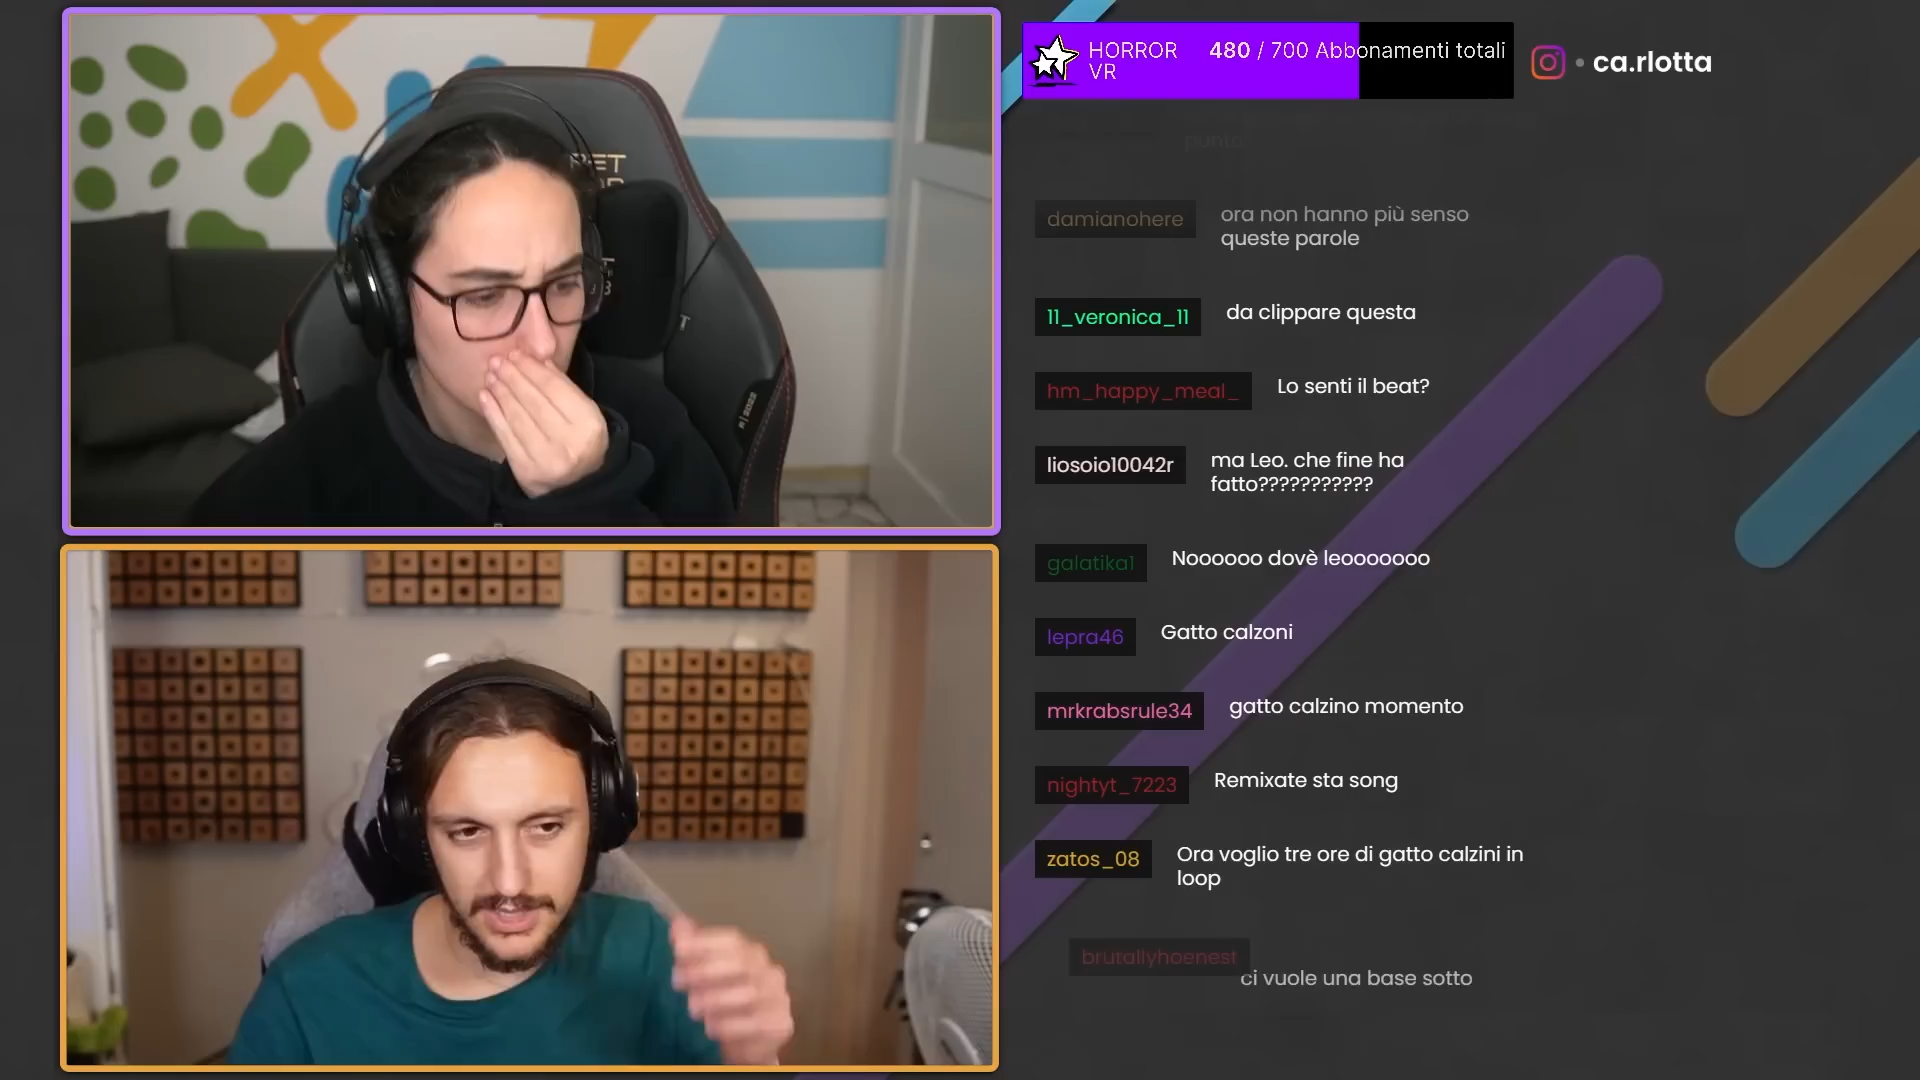 HORROR
VR
480 / 700 Abbonamenti totali
ca.rlotta
punto
damianohere
ora non hanno più senso
queste parole
11_veronica_11
da clippare questa
hm_happy_meal_
Lo senti il beat?
liosoio10042r
ma Leo. che fine ha
fatto???????????
galatika1
Noooooo dovè leooooooo
lepra46
Gatto calzoni
mrkrabsrule34
gatto calzino momento
nightyt_7223
Remixate sta song
zatos_08
Ora voglio tre ore di gatto calzini in
loop
brutallyhoenest
ci vuole una base sotto